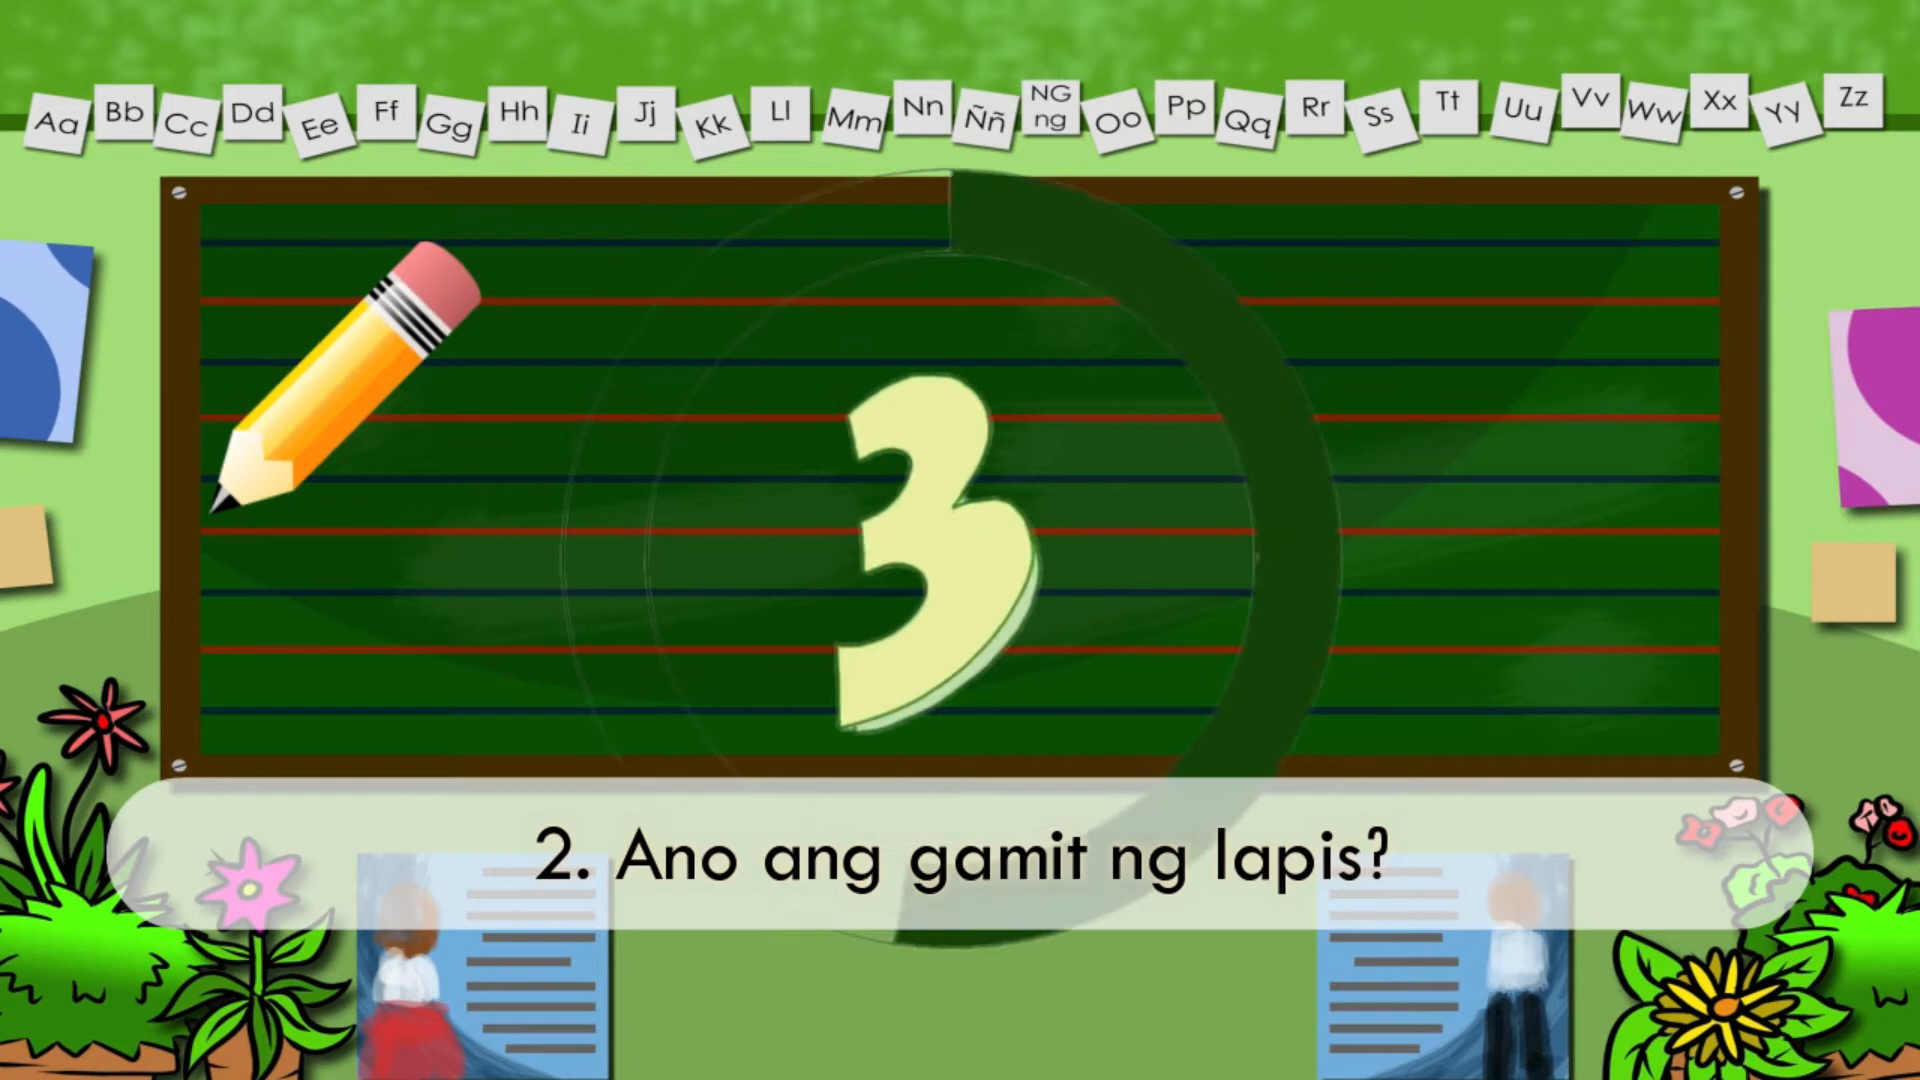 Aa Bb Cc Dd Ee Ff Gg Hh Ii Jj Kk Ll Mm Nn Ññ NG ng Oo Pp Qq Rr Ss Tt Uu Vv Ww Xx Yy Zz
3
2. Ano ang gamit ng lapis?